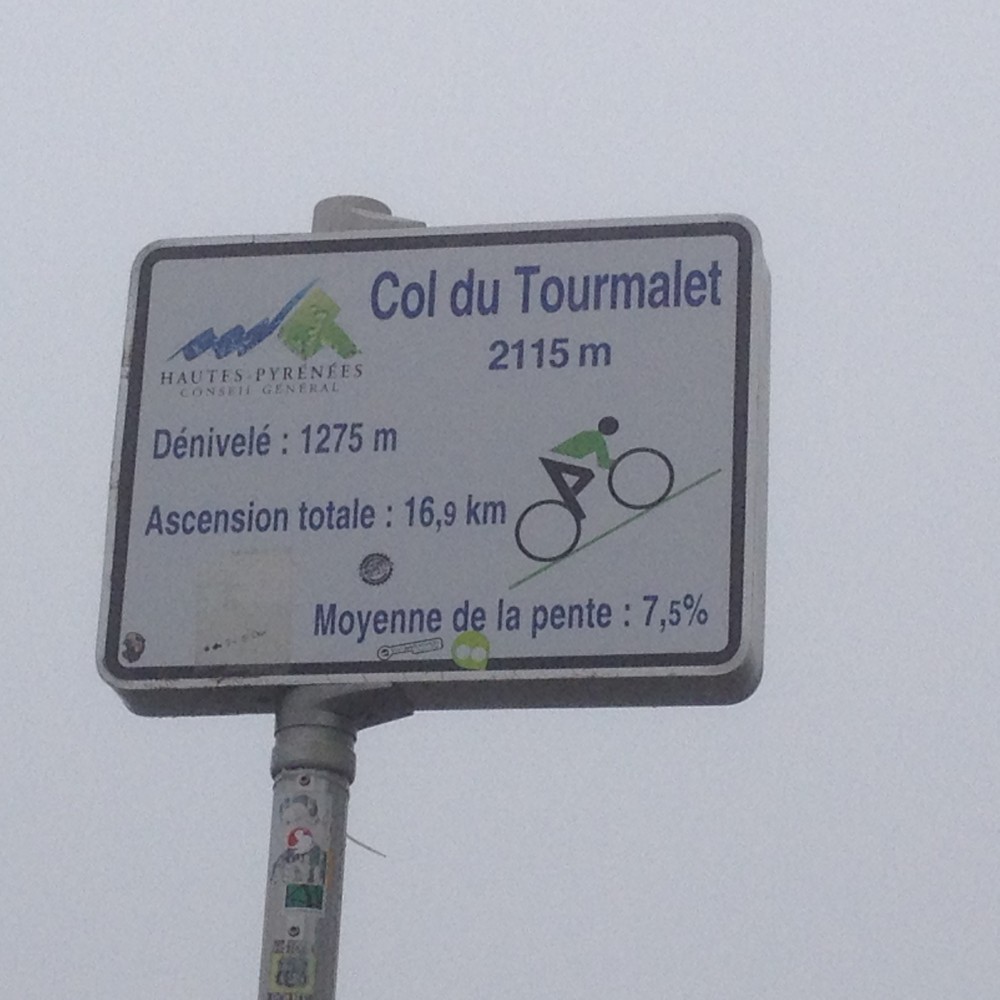 Col du Tourmalet
2115 m
HAUTES-PYRÉNÉES
CONSEIL GÉNÉRAL
Dénivelé : 1275 m
Ascension totale : 16,9 km
Moyenne de la pente : 7,5%